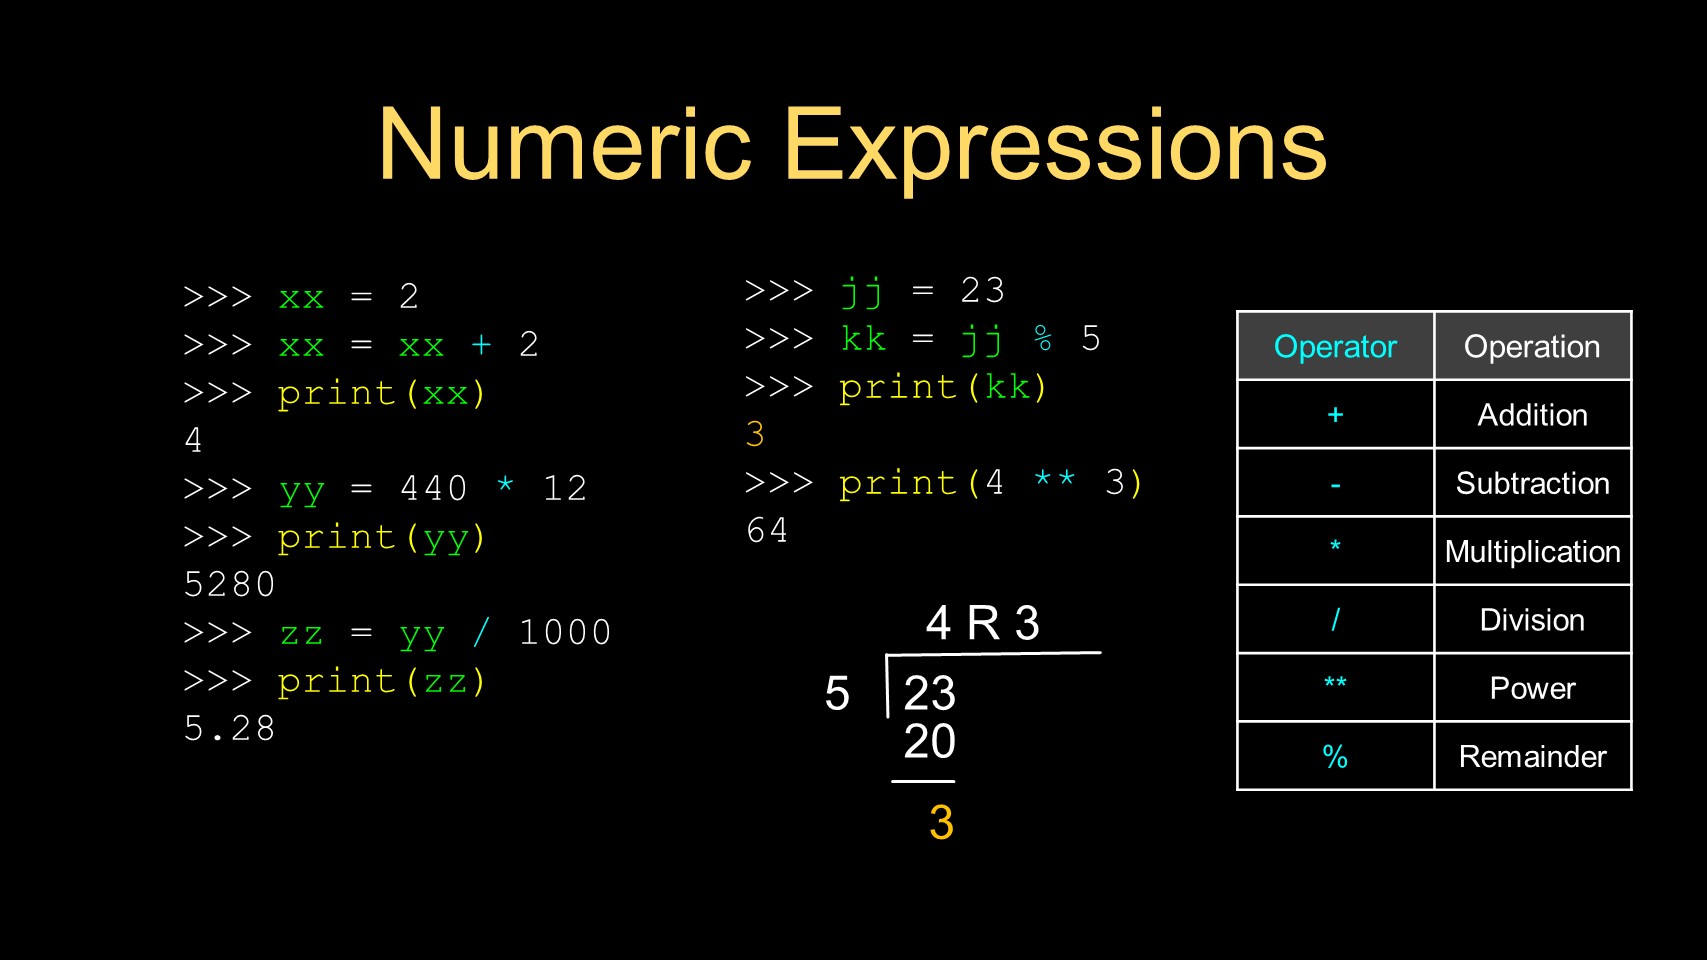 Numeric Expressions
>>> xx = 2
>>> xx = xx + 2
>>> print(xx)
4
>>> yy = 440 * 12
>>> print(yy)
5280
>>> zz = yy / 1000
>>> print(zz)
5.28
>>> jj = 23
>>> kk = jj % 5
>>> print(kk)
3
>>> print(4 ** 3)
64
4 R 3
5 23
20
3
Operator Operation
+ Addition
- Subtraction
* Multiplication
/ Division
** Power
% Remainder